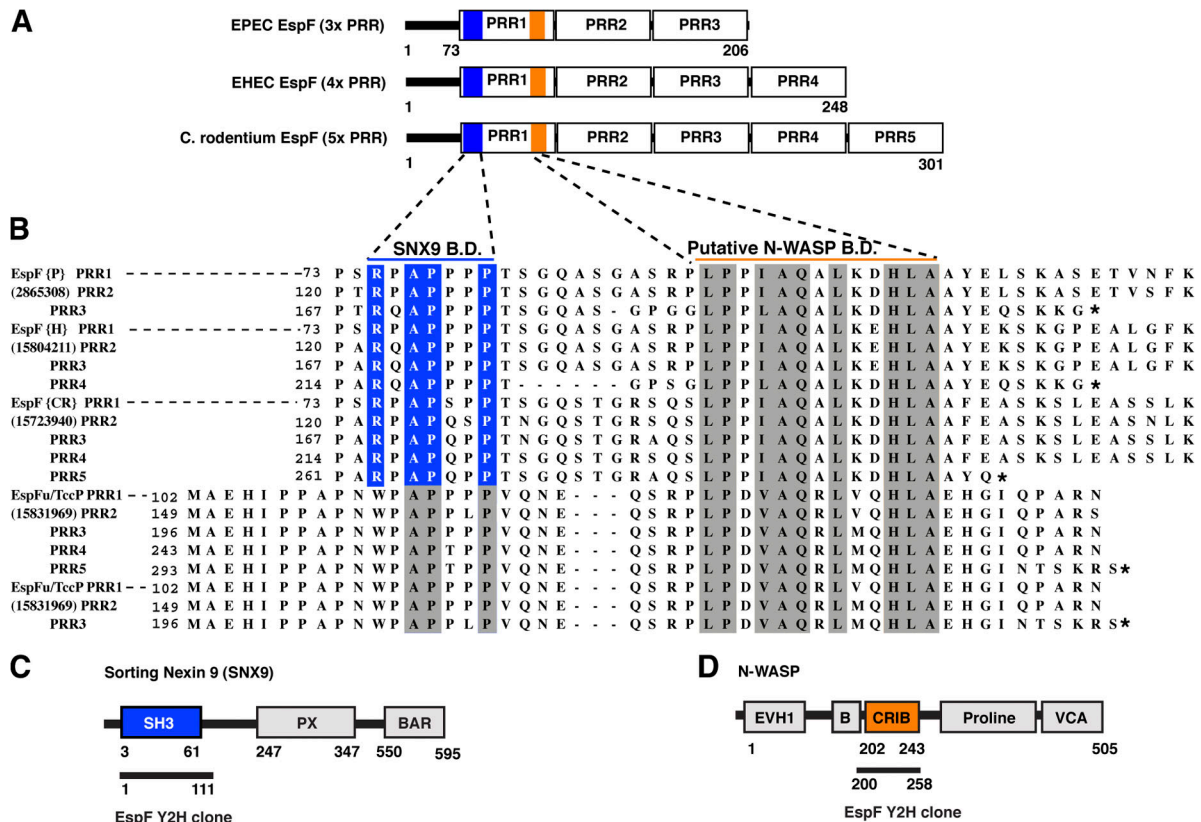 A
EPEC EspF (3x PRR) PRR1 PRR2 PRR3
1 73 206
EHEC EspF (4x PRR) PRR1 PRR2 PRR3 PRR4
1 248
C. rodentium EspF (5x PRR) PRR1 PRR2 PRR3 PRR4 PRR5
1 301
B
SNX9 B.D. Putative N-WASP B.D.
EspF {P} PRR1 73 P S R P A P P P P T S G Q A S G A S R P L P P I A Q A L K D H L A A Y E L S K A S E T V N F K
(2865308) PRR2 120 P T R P A P P P P T S G Q A S G A S R P L P P I A Q A L K D H L A A Y E L S K A S E T V S F K
PRR3 167 P T R Q A P P P P T S G Q A S - G P G G L P P L A Q A L K D H L A A Y E Q S K K G *
EspF {H} PRR1 73 P S R P A P P P P T S G Q A S G A S R P L P P I A Q A L K E H L A A Y E K S K G P E A L G F K
(15804211) PRR2 120 P A R Q A P P P P T S G Q A S G A S R P L P P I A Q A L K E H L A A Y E K S K G P E A L G F K
PRR3 167 P A R P A P P P P T S G Q A S G A S R P L P P I A Q A L K E H L A A Y E K S K G P E A L G F K
PRR4 214 P A R Q A P P P P T - - - - - - G P S G L P P L A Q A L K D H L A A Y E Q S K K G *
EspF {CR} PRR1 73 P S R P A P S P P T S G Q S T G R S Q S L P P I A Q A L K D H L A A F E A S K S L E A S S L K
(15723940) PRR2 120 P A R P A P Q S P T N G Q S T G R S Q S L P P I A Q A L K D H L A A F E A S K S L E A S N L K
PRR3 167 P A R P A P Q P P T N G Q S T G R A Q S L P P I A Q A L K D H L A A F E A S K S L E A S S L K
PRR4 214 P A R P A P Q P P T S G Q S T G R S Q S L P P I A Q A L K D H L A A F E A S K S L E A S S L K
PRR5 261 P A R P A P Q P P T S G Q S T G R A Q S L P P I A Q A L K D H L A A Y Q *
EspFu/TccP PRR1 102 M A E H I P P A P N W P A P P P P V Q N E - - - Q S R P L P D V A Q R L V Q H L A E H G I Q P A R N
(15831969) PRR2 149 M A E H I P P A P N W P A P P L P V Q N E - - - Q S R P L P D V A Q R L V Q H L A E H G I Q P A R S
PRR3 196 M A E H I P P A P N W P A P P P P V Q N E - - - Q S R P L P D V A Q R L M Q H L A E H G I Q P A R N
PRR4 243 M A E H I P P A P N W P A P T P P V Q N E - - - Q S R P L P D V A Q R L M Q H L A E H G I Q P A R N
PRR5 293 M A E H I P P A P N W P A P T P P V Q N E - - - Q S R P L P D V A Q R L M Q H L A E H G I N T S K R S *
EspFu/TccP PRR1 102 M A E H I P P A P N W P A P P P P V Q N E - - - Q S R P L P D V A Q R L M Q H L A E H G I Q P A R N
(15831969) PRR2 149 M A E H I P P A P N W P A P P P P V Q N E - - - Q S R P L P D V A Q R L M Q H L A E H G I Q P A R N
PRR3 196 M A E H I P P A P N W P A P P L P V Q N E - - - Q S R P L P D V A Q R L M Q H L A E H G I N T S K R S *
C
Sorting Nexin 9 (SNX9)
SH3 PX BAR
3 61 247 347 550 595
1 111
EspF Y2H clone
D
N-WASP
EVH1 B CRIB Proline VCA
1 202 243 505
200 258
EspF Y2H clone